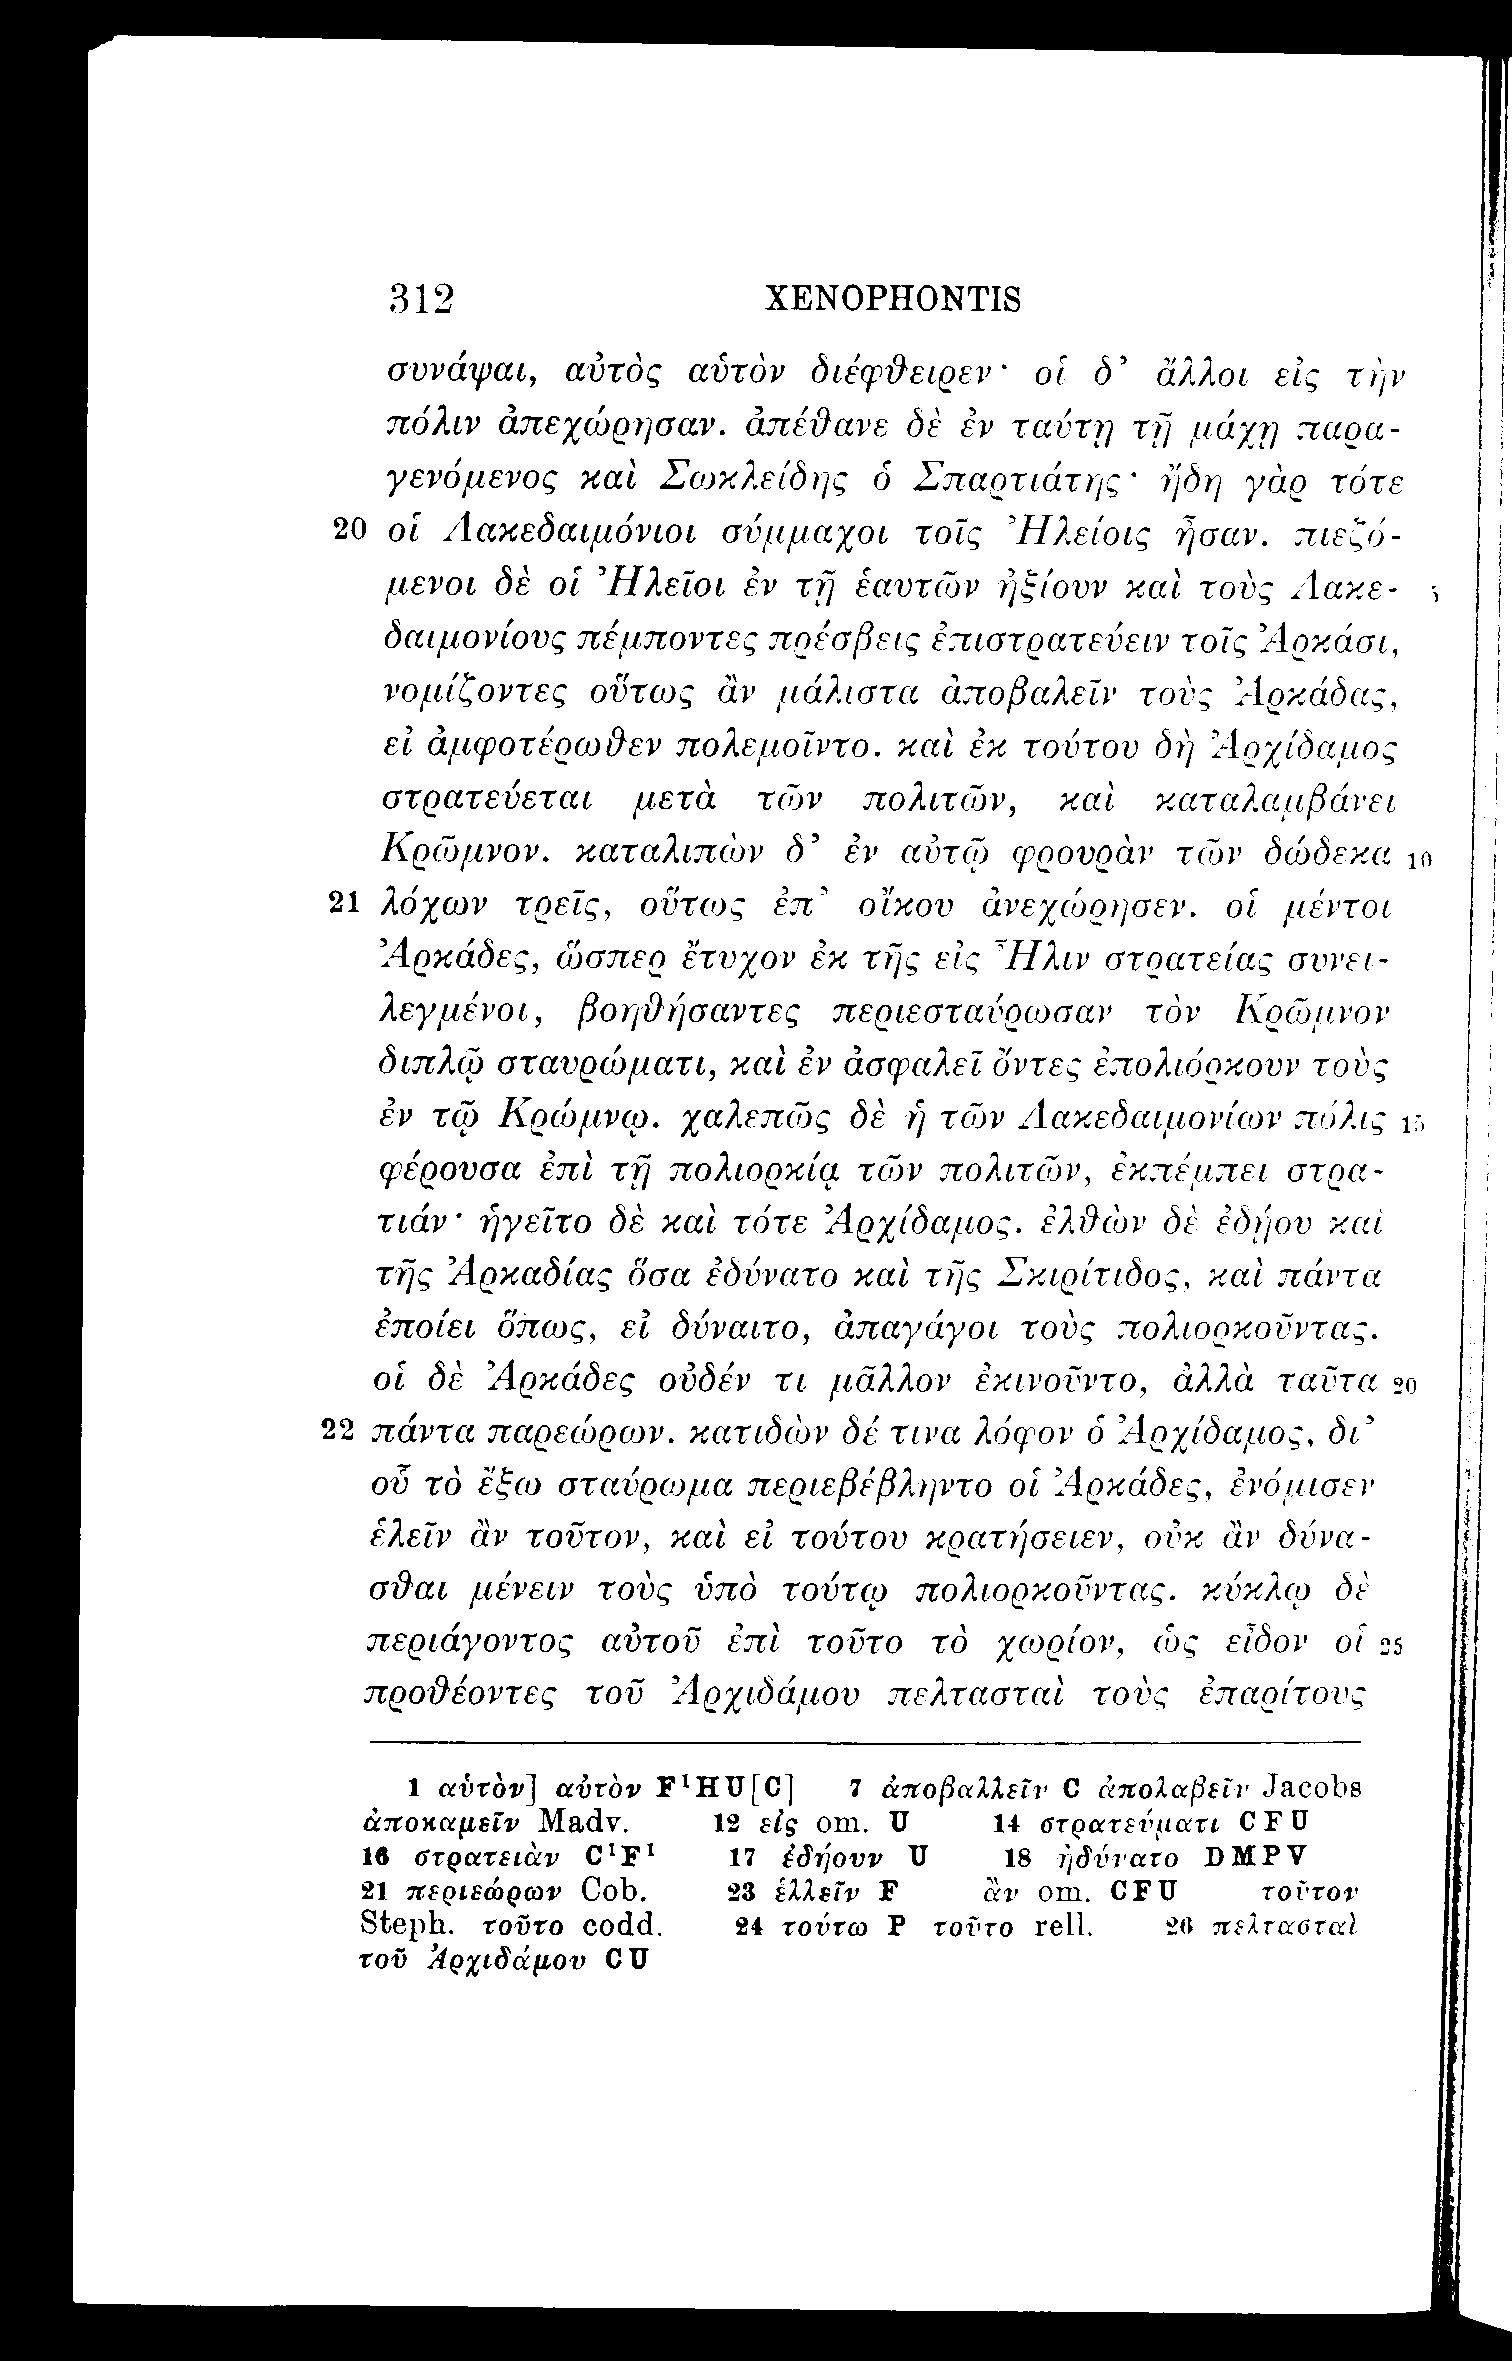 312 XENOPHONTIS
συνάψαι, αὐτὸς αὑτὸν διέφθειρεν· οἱ δ’ ἄλλοι εἰς τὴν
πόλιν ἀπεχώρησαν. ἀπέθανε δὲ ἐν ταύτῃ τῇ μάχῃ παρα-
γενόμενος καὶ Σωκλείδης ὁ Σπαρτιάτης· ἤδη γὰρ τότε
20 οἱ Λακεδαιμόνιοι σύμμαχοι τοῖς Ἠλείοις ἦσαν. πιεζό-
μενοι δὲ οἱ Ἠλεῖοι ἐν τῇ ἑαυτῶν ἠξίουν καὶ τοὺς Λακε- 5
δαιμονίους πέμποντες πρέσβεις ἐπιστρατεύειν τοῖς Ἀρκάσι,
νομίζοντες οὕτως ἂν μάλιστα ἀποβαλεῖν τοὺς Ἀρκάδας,
εἰ ἀμφοτέρωθεν πολεμοῖντο. καὶ ἐκ τούτου δὴ Ἀρχίδαμος
στρατεύεται μετὰ τῶν πολιτῶν, καὶ καταλαμβάνει
Κρῶμνον. καταλιπὼν δ’ ἐν αὐτῷ φρουρὰν τῶν δώδεκα 10
21 λόχων τρεῖς, οὕτως ἐπ’ οἴκου ἀνεχώρησεν. οἱ μέντοι
Ἀρκάδες, ὥσπερ ἔτυχον ἐκ τῆς εἰς Ἦλιν στρατείας συνει-
λεγμένοι, βοηθήσαντες περιεσταύρωσαν τὸν Κρῶμνον
διπλῷ σταυρώματι, καὶ ἐν ἀσφαλεῖ ὄντες ἐπολιόρκουν τοὺς
ἐν τῷ Κρώμνῳ. χαλεπῶς δὲ ἡ τῶν Λακεδαιμονίων πόλις 15
φέρουσα ἐπὶ τῇ πολιορκίᾳ τῶν πολιτῶν, ἐκπέμπει στρα-
τιάν· ἡγεῖτο δὲ καὶ τότε Ἀρχίδαμος. ἐλθὼν δὲ ἐδῄου καὶ
τῆς Ἀρκαδίας ὅσα ἐδύνατο καὶ τῆς Σκιρίτιδος, καὶ πάντα
ἐποίει ὅπως, εἰ δύναιτο, ἀπαγάγοι τοὺς πολιορκοῦντας.
οἱ δὲ Ἀρκάδες οὐδέν τι μᾶλλον ἐκινοῦντο, ἀλλὰ ταῦτα 20
22 πάντα παρεώρων. κατιδὼν δέ τινα λόφον ὁ Ἀρχίδαμος, δι’
οὗ τὸ ἔξω σταύρωμα περιεβέβληντο οἱ Ἀρκάδες, ἐνόμισεν
ἑλεῖν ἂν τοῦτον, καὶ εἰ τούτου κρατήσειεν, οὐκ ἂν δύνα-
σθαι μένειν τοὺς ὑπὸ τούτῳ πολιορκοῦντας. κύκλῳ δὲ
περιάγοντος αὐτοῦ ἐπὶ τοῦτο τὸ χωρίον, ὡς εἶδον οἱ 25
προθέοντες τοῦ Ἀρχιδάμου πελτασταὶ τοὺς ἐπαρίτους
1 αὑτὸν] αὐτὸν F¹HU[C] 7 ἀποβαλλεῖν C ἀπολαβεῖν Jacobs
ἀποκαμεῖν Madv. 12 εἰς om. U 14 στρατεύματι CFU
16 στρατειὰν C¹F¹ 17 ἐδῄουν U 18 ἠδύνατο DMPV
21 περιεώρων Cob. 23 ἑλλεῖν F ἂν om. CFU τοῦτον
Steph. τοῦτο codd. 24 τούτω P τοῦτο rell. 26 πελτασταὶ
τοῦ Ἀρχιδάμου CU